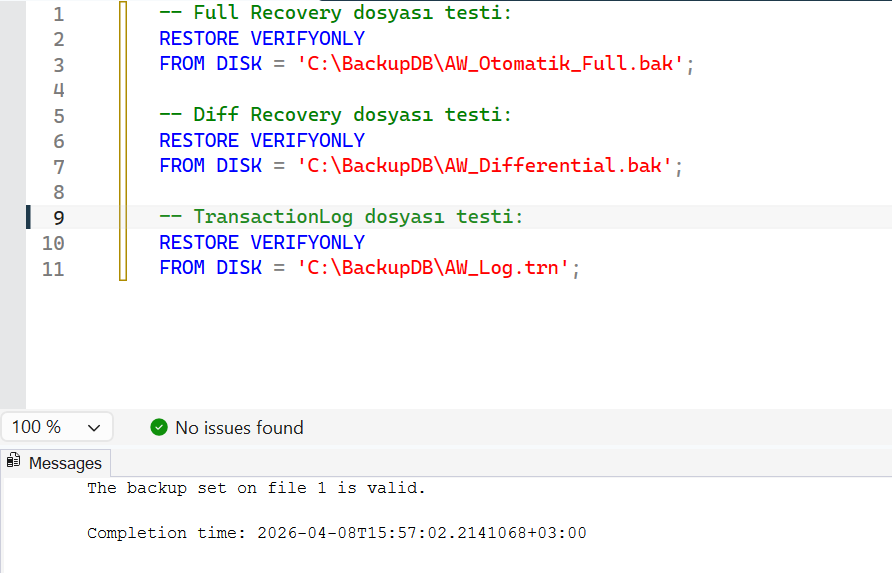 1 -- Full Recovery dosyası testi:
2 RESTORE VERIFYONLY
3 FROM DISK = 'C:\BackupDB\AW_Otomatik_Full.bak';
4
5 -- Diff Recovery dosyası testi:
6 RESTORE VERIFYONLY
7 FROM DISK = 'C:\BackupDB\AW_Differential.bak';
8
9 -- TransactionLog dosyası testi:
10 RESTORE VERIFYONLY
11 FROM DISK = 'C:\BackupDB\AW_Log.trn';
100 % No issues found
Messages
The backup set on file 1 is valid.
Completion time: 2026-04-08T15:57:02.2141068+03:00